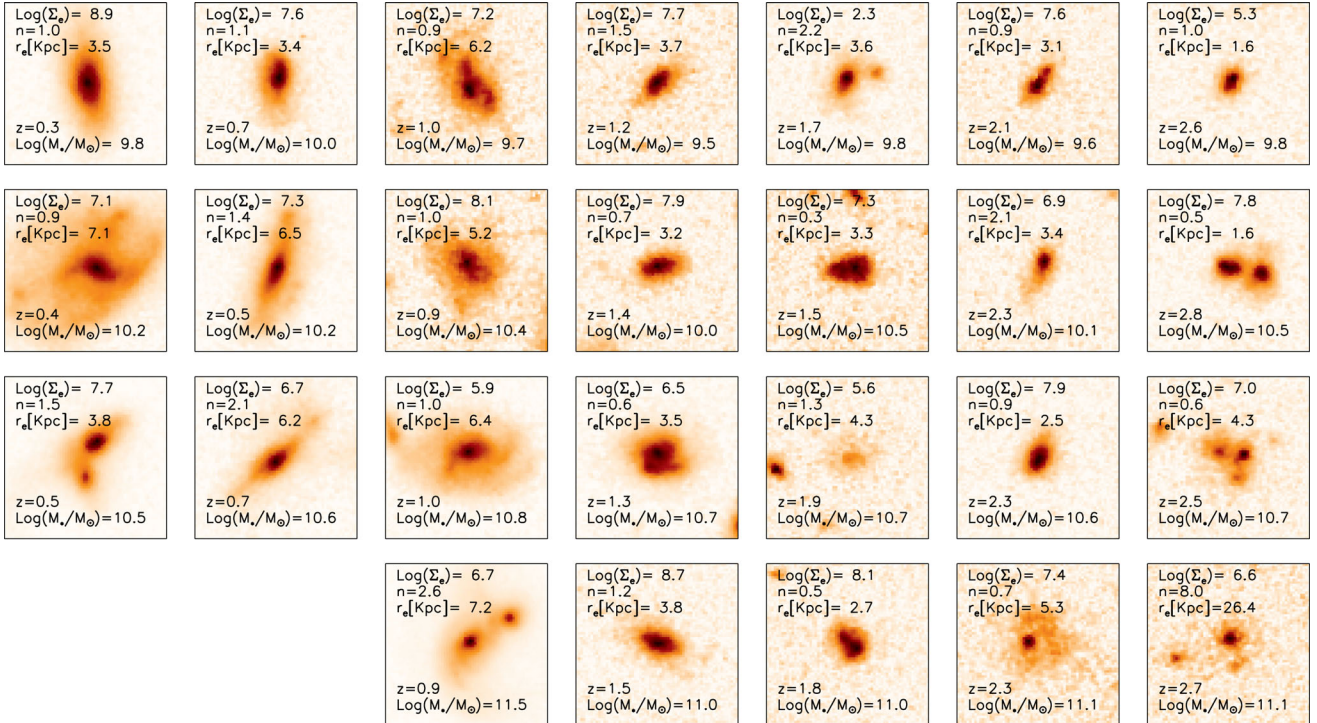 Log(Σₑ)= 8.9
n=1.0
rₑ[Kpc]= 3.5
z=0.3
Log(M⋆/M☉)= 9.8
Log(Σₑ)= 7.6
n=1.1
rₑ[Kpc]= 3.4
z=0.7
Log(M⋆/M☉)=10.0
Log(Σₑ)= 7.2
n=0.9
rₑ[Kpc]= 6.2
z=1.0
Log(M⋆/M☉)= 9.7
Log(Σₑ)= 7.7
n=1.5
rₑ[Kpc]= 3.7
z=1.2
Log(M⋆/M☉)= 9.5
Log(Σₑ)= 2.3
n=2.2
rₑ[Kpc]= 3.6
z=1.7
Log(M⋆/M☉)= 9.8
Log(Σₑ)= 7.6
n=0.9
rₑ[Kpc]= 3.1
z=2.1
Log(M⋆/M☉)= 9.6
Log(Σₑ)= 5.3
n=1.0
rₑ[Kpc]= 1.6
z=2.6
Log(M⋆/M☉)= 9.8
Log(Σₑ)= 7.1
n=0.9
rₑ[Kpc]= 7.1
z=0.4
Log(M⋆/M☉)=10.2
Log(Σₑ)= 7.3
n=1.4
rₑ[Kpc]= 6.5
z=0.5
Log(M⋆/M☉)=10.2
Log(Σₑ)= 8.1
n=1.0
rₑ[Kpc]= 5.2
z=0.9
Log(M⋆/M☉)=10.4
Log(Σₑ)= 7.9
n=0.7
rₑ[Kpc]= 3.2
z=1.4
Log(M⋆/M☉)=10.0
Log(Σₑ)= 7.3
n=0.3
rₑ[Kpc]= 3.3
z=1.5
Log(M⋆/M☉)=10.5
Log(Σₑ)= 6.9
n=2.1
rₑ[Kpc]= 3.4
z=2.3
Log(M⋆/M☉)=10.1
Log(Σₑ)= 7.8
n=0.5
rₑ[Kpc]= 1.6
z=2.8
Log(M⋆/M☉)=10.5
Log(Σₑ)= 7.7
n=1.5
rₑ[Kpc]= 3.8
z=0.5
Log(M⋆/M☉)=10.5
Log(Σₑ)= 6.7
n=2.1
rₑ[Kpc]= 6.2
z=0.7
Log(M⋆/M☉)=10.6
Log(Σₑ)= 5.9
n=1.0
rₑ[Kpc]= 6.4
z=1.0
Log(M⋆/M☉)=10.8
Log(Σₑ)= 6.5
n=0.6
rₑ[Kpc]= 3.5
z=1.3
Log(M⋆/M☉)=10.7
Log(Σₑ)= 5.6
n=1.3
rₑ[Kpc]= 4.3
z=1.9
Log(M⋆/M☉)=10.7
Log(Σₑ)= 7.9
n=0.9
rₑ[Kpc]= 2.5
z=2.3
Log(M⋆/M☉)=10.6
Log(Σₑ)= 7.0
n=0.6
rₑ[Kpc]= 4.3
z=2.5
Log(M⋆/M☉)=10.7
Log(Σₑ)= 6.7
n=2.6
rₑ[Kpc]= 7.2
z=0.9
Log(M⋆/M☉)=11.5
Log(Σₑ)= 8.7
n=1.2
rₑ[Kpc]= 3.8
z=1.5
Log(M⋆/M☉)=11.0
Log(Σₑ)= 8.1
n=0.5
rₑ[Kpc]= 2.7
z=1.8
Log(M⋆/M☉)=11.0
Log(Σₑ)= 7.4
n=0.7
rₑ[Kpc]= 5.3
z=2.3
Log(M⋆/M☉)=11.1
Log(Σₑ)= 6.6
n=8.0
rₑ[Kpc]=26.4
z=2.7
Log(M⋆/M☉)=11.1